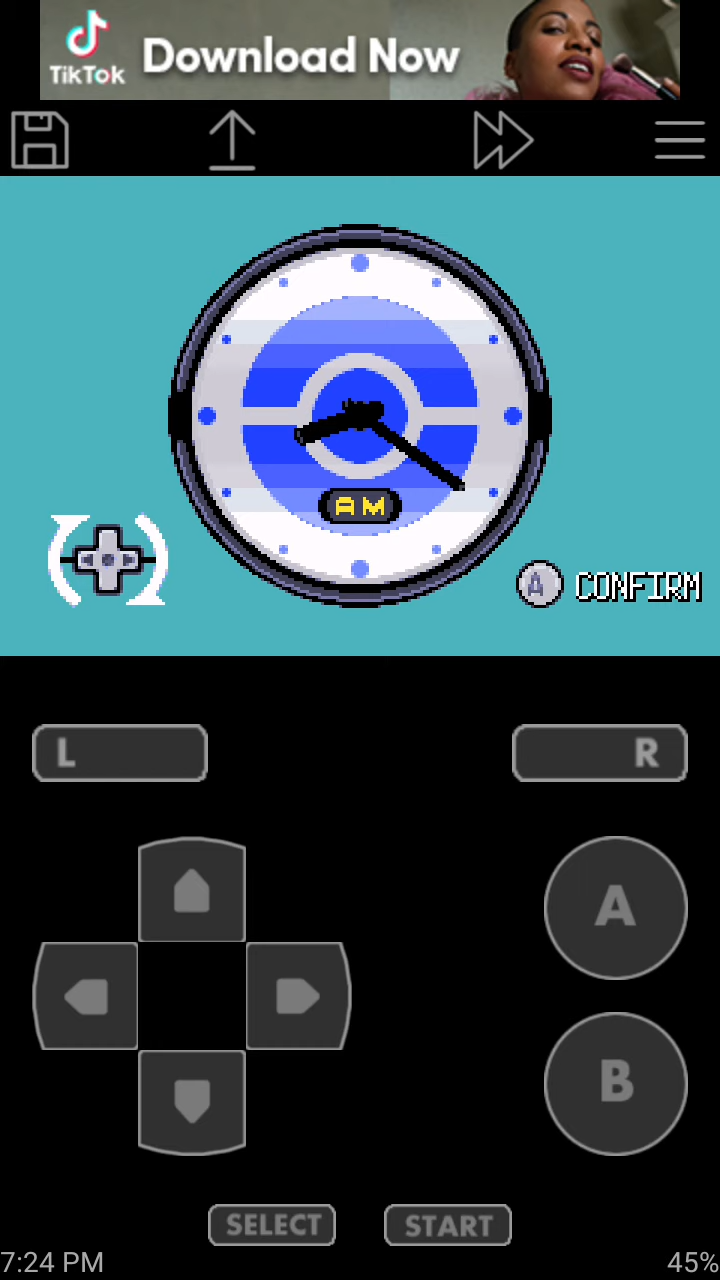 TikTok
Download Now
AM
A CONFIRM
L
R
A
B
SELECT
START
7:24 PM
45%